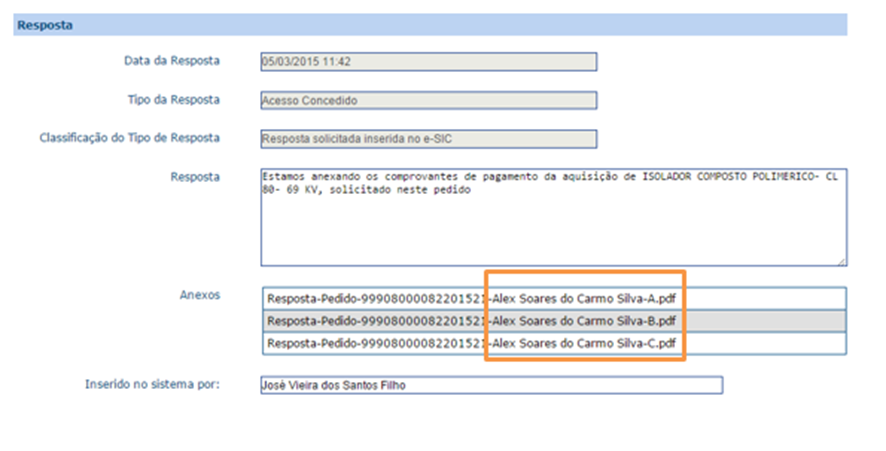 Resposta
Data da Resposta 05/03/2015 11:42
Tipo da Resposta Acesso Concedido
Classificação do Tipo de Resposta Resposta solicitada inserida no e-SIC
Resposta Estamos anexando os comprovantes de pagamento da aquisição de ISOLADOR COMPOSTO POLIMERICO- CL
80- 69 KV, solicitado neste pedido
Anexos Resposta-Pedido-99908000082201521-Alex Soares do Carmo Silva-A.pdf
Resposta-Pedido-99908000082201521-Alex Soares do Carmo Silva-B.pdf
Resposta-Pedido-99908000082201521-Alex Soares do Carmo Silva-C.pdf
Inserido no sistema por: José Vieira dos Santos Filho